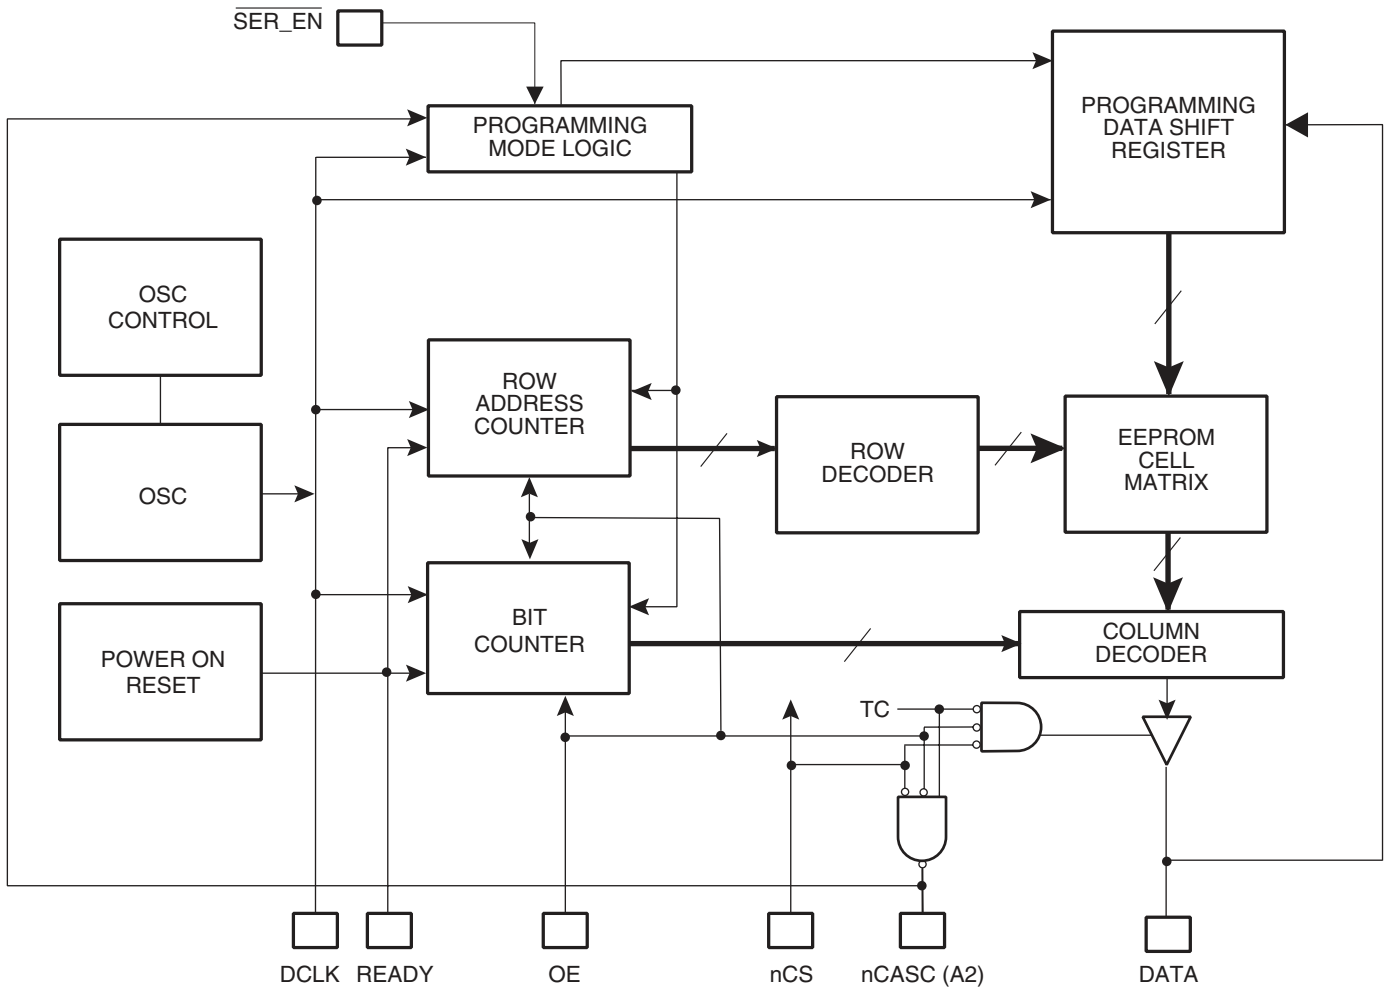 SER_EN
PROGRAMMING
MODE LOGIC
PROGRAMMING
DATA SHIFT
REGISTER
OSC
CONTROL
ROW
ADDRESS
COUNTER
ROW
DECODER
EEPROM
CELL
MATRIX
OSC
BIT
COUNTER
POWER ON
RESET
COLUMN
DECODER
TC
DCLK
READY
OE
nCS
nCASC (A2)
DATA